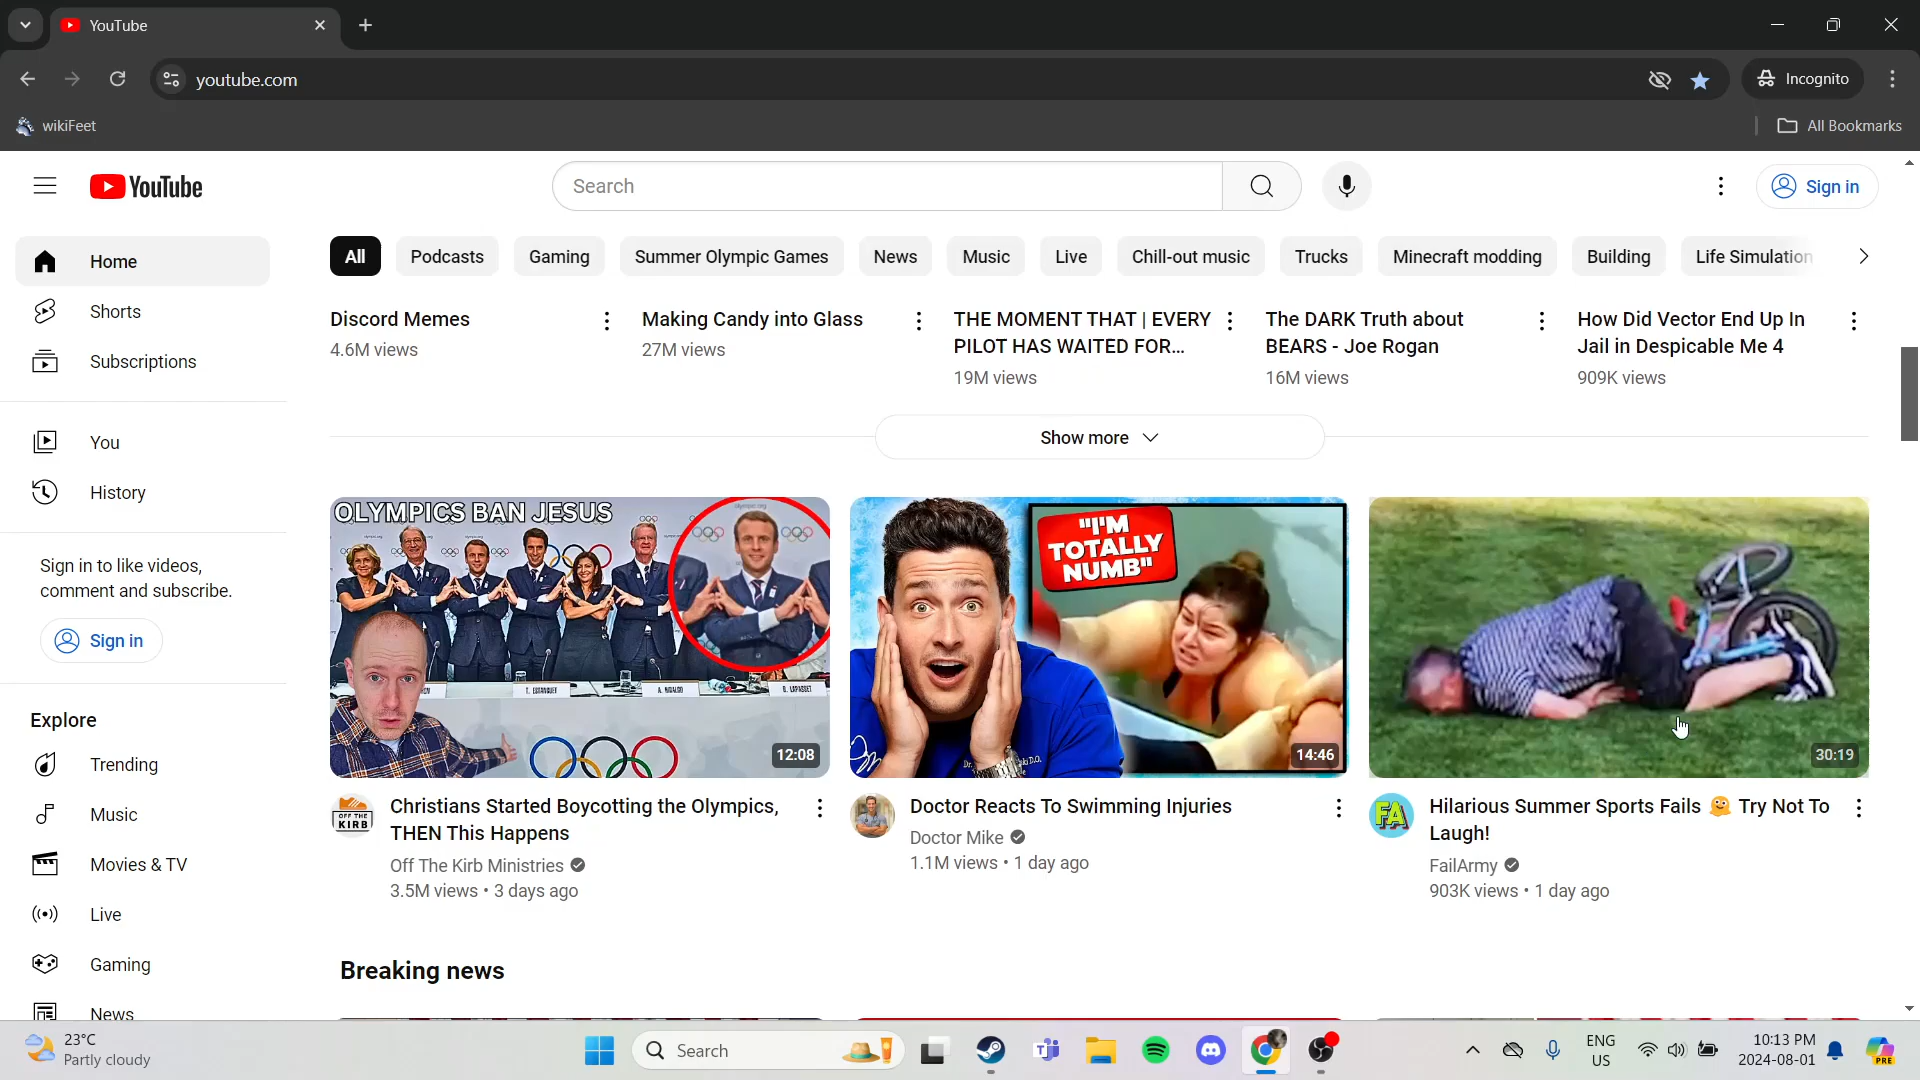 YouTube
youtube.com
Incognito
wikiFeet
All Bookmarks
YouTube
Search
Sign in
Home
Shorts
Subscriptions
You
History
Sign in to like videos,
comment and subscribe.
Sign in
Explore
Trending
Music
Movies & TV
Live
Gaming
News
All
Podcasts
Gaming
Summer Olympic Games
News
Music
Live
Chill-out music
Trucks
Minecraft modding
Building
Life Simulation
Discord Memes
4.6M views
Making Candy into Glass
27M views
THE MOMENT THAT | EVERY
PILOT HAS WAITED FOR...
19M views
The DARK Truth about
BEARS - Joe Rogan
16M views
How Did Vector End Up In
Jail in Despicable Me 4
909K views
Show more
OLYMPICS BAN JESUS
12:08
OFF THE
KIRB
Christians Started Boycotting the Olympics,
THEN This Happens
Off The Kirb Ministries
3.5M views • 3 days ago
"I'M
TOTALLY
NUMB"
14:46
Doctor Reacts To Swimming Injuries
Doctor Mike
1.1M views • 1 day ago
30:19
FA
Hilarious Summer Sports Fails 🤗 Try Not To
Laugh!
FailArmy
903K views • 1 day ago
Breaking news
23°C
Partly cloudy
Search
ENG
US
10:13 PM
2024-08-01
PRE